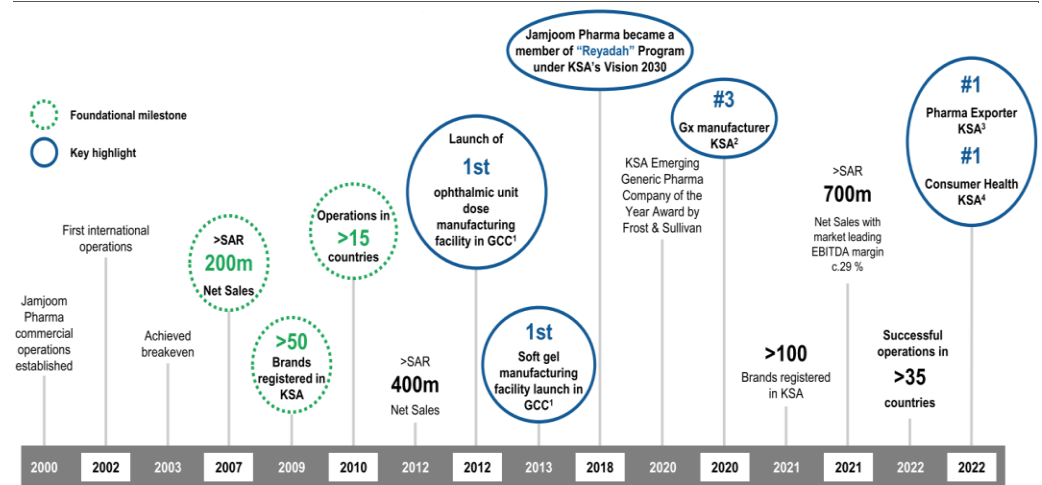 Foundational milestone
Key highlight
Jamjoom
Pharma
commercial
operations
established
First international
operations
Achieved
breakeven
>SAR
200m
Net Sales
>50
Brands
registered in
KSA
Operations in
>15
countries
>SAR
400m
Net Sales
Launch of
1st
ophthalmic unit
dose
manufacturing
facility in GCC¹
1st
Soft gel
manufacturing
facility launch in
GCC¹
Jamjoom Pharma became a
member of “Reyadah” Program
under KSA’s Vision 2030
KSA Emerging
Generic Pharma
Company of the
Year Award by
Frost & Sullivan
#3
Gx manufacturer
KSA²
>100
Brands registered
in KSA
>SAR
700m
Net Sales with
market leading
EBITDA margin
c.29 %
Successful
operations in
>35
countries
#1
Pharma Exporter
KSA³
#1
Consumer Health
KSA⁴
2000 2002 2003 2007 2009 2010 2012 2012 2013 2018 2020 2020 2021 2021 2022 2022